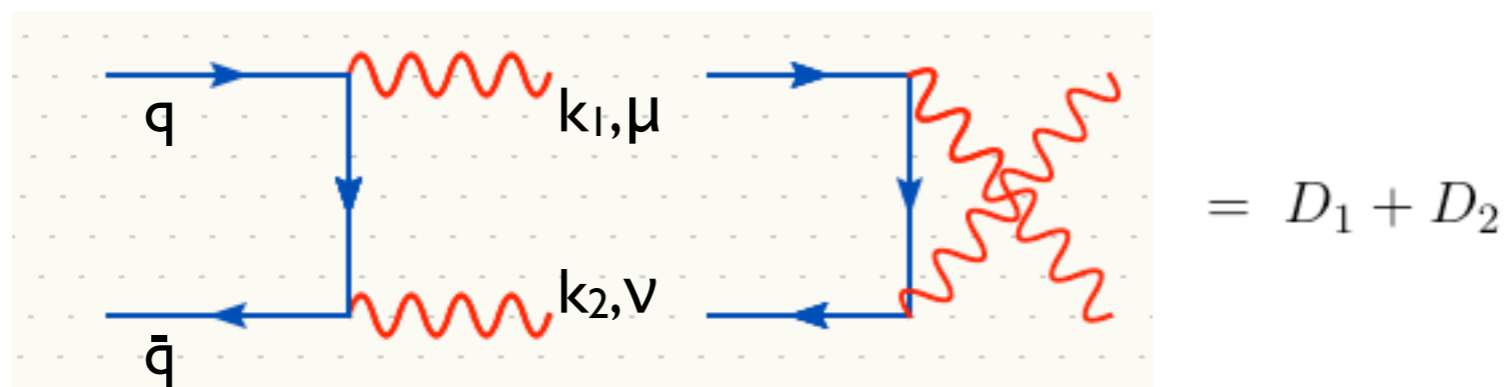 q
k₁,μ
= D₁ + D₂
k₂,ν
q̄